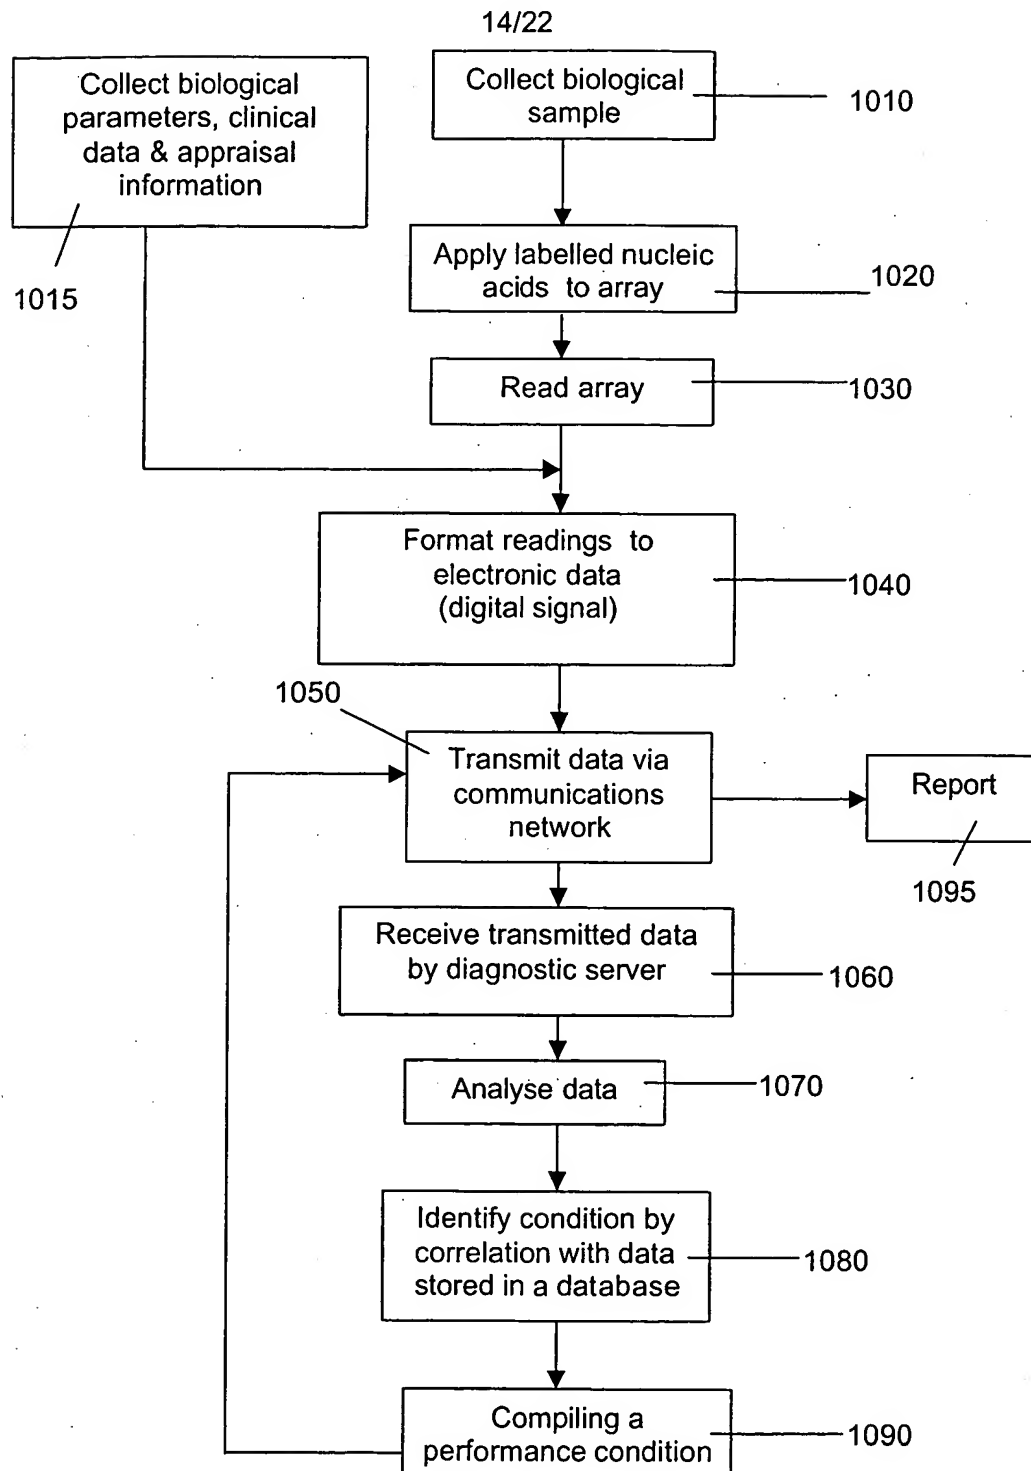 14/22
Collect biological
parameters, clinical
data & appraisal
information
1015
Collect biological
sample
1010
Apply labelled nucleic
acids to array
1020
Read array
1030
Format readings to
electronic data
(digital signal)
1040
1050
Transmit data via
communications
network
Report
1095
Receive transmitted data
by diagnostic server
1060
Analyse data
1070
Identify condition by
correlation with data
stored in a database
1080
Compiling a
performance condition
1090